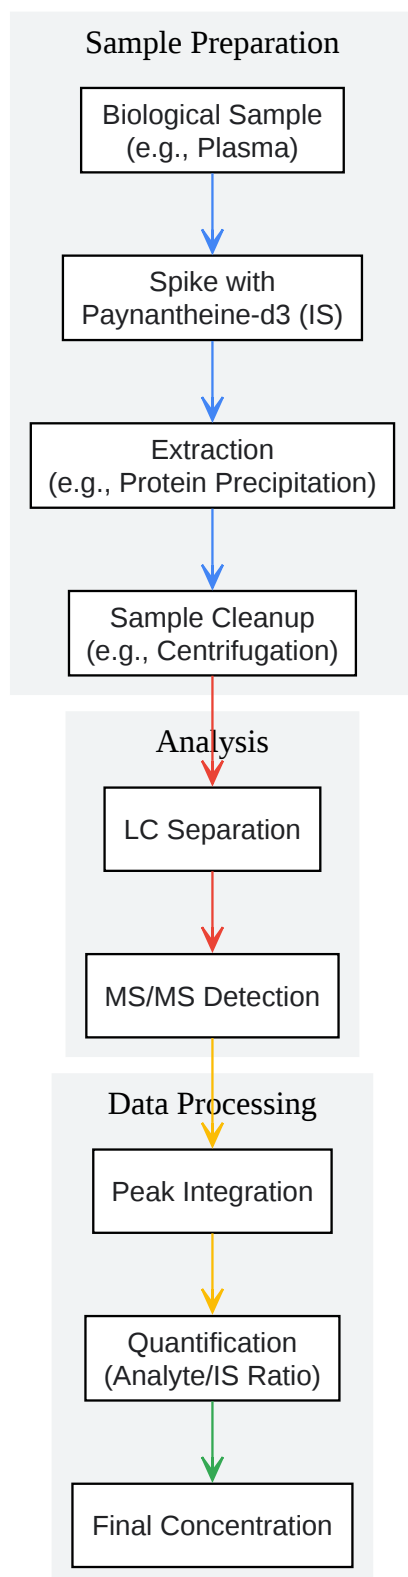 Sample Preparation
Biological Sample
(e.g., Plasma)
Spike with
Paynantheine-d3 (IS)
Extraction
(e.g., Protein Precipitation)
Sample Cleanup
(e.g., Centrifugation)
Analysis
LC Separation
MS/MS Detection
Data Processing
Peak Integration
Quantification
(Analyte/IS Ratio)
Final Concentration